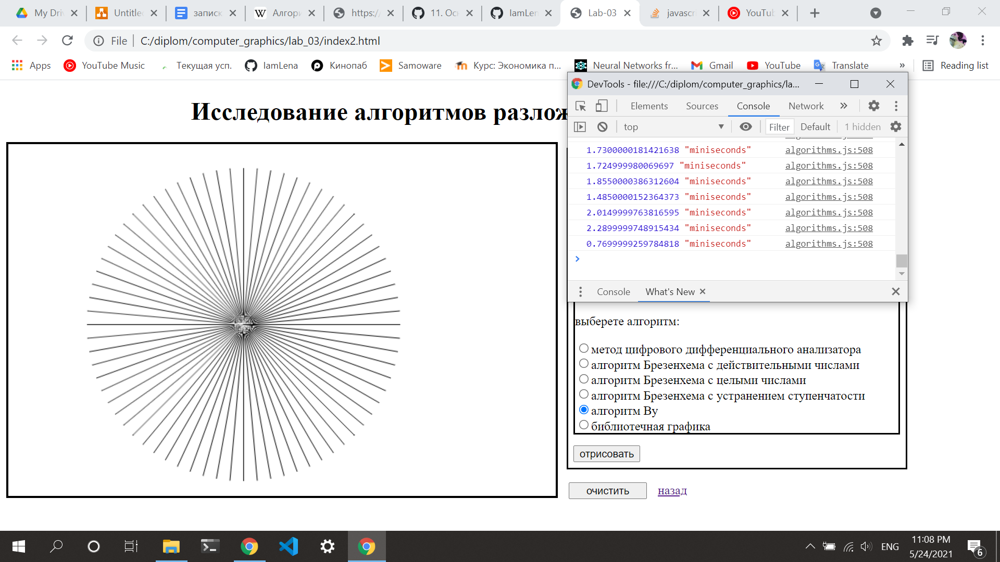 My Driv
Untitled
записк
Алгори
https:/
11. Осн
IamLen
Lab-03
javascri
YouTub
File
C:/diplom/computer_graphics/lab_03/index2.html
Apps
YouTube Music
Текущая усп.
IamLena
Кинопаб
Samoware
Курс: Экономика п...
Neural Networks fr...
Gmail
YouTube
Translate
»
Reading list
DevTools - file:///C:/diplom/computer_graphics/la...
Elements
Sources
Console
Network
»
top
Filter
Default
1 hidden
1.7300000181421638 "miniseconds" algorithms.js:508
1.724999980069697 "miniseconds" algorithms.js:508
1.8550000386312604 "miniseconds" algorithms.js:508
1.4850000152364373 "miniseconds" algorithms.js:508
2.0149999763816595 "miniseconds" algorithms.js:508
2.2899999748915434 "miniseconds" algorithms.js:508
0.7699999259784818 "miniseconds" algorithms.js:508
Console
What's New
Исследование алгоритмов разлож
выберете алгоритм:
метод цифрового дифференциального анализатора
алгоритм Брезенхема с действительными числами
алгоритм Брезенхема с целыми числами
алгоритм Брезенхема с устранением ступенчатости
алгоритм Ву
библиотечная графика
отрисовать
очистить
назад
ENG
11:08 PM
5/24/2021
6